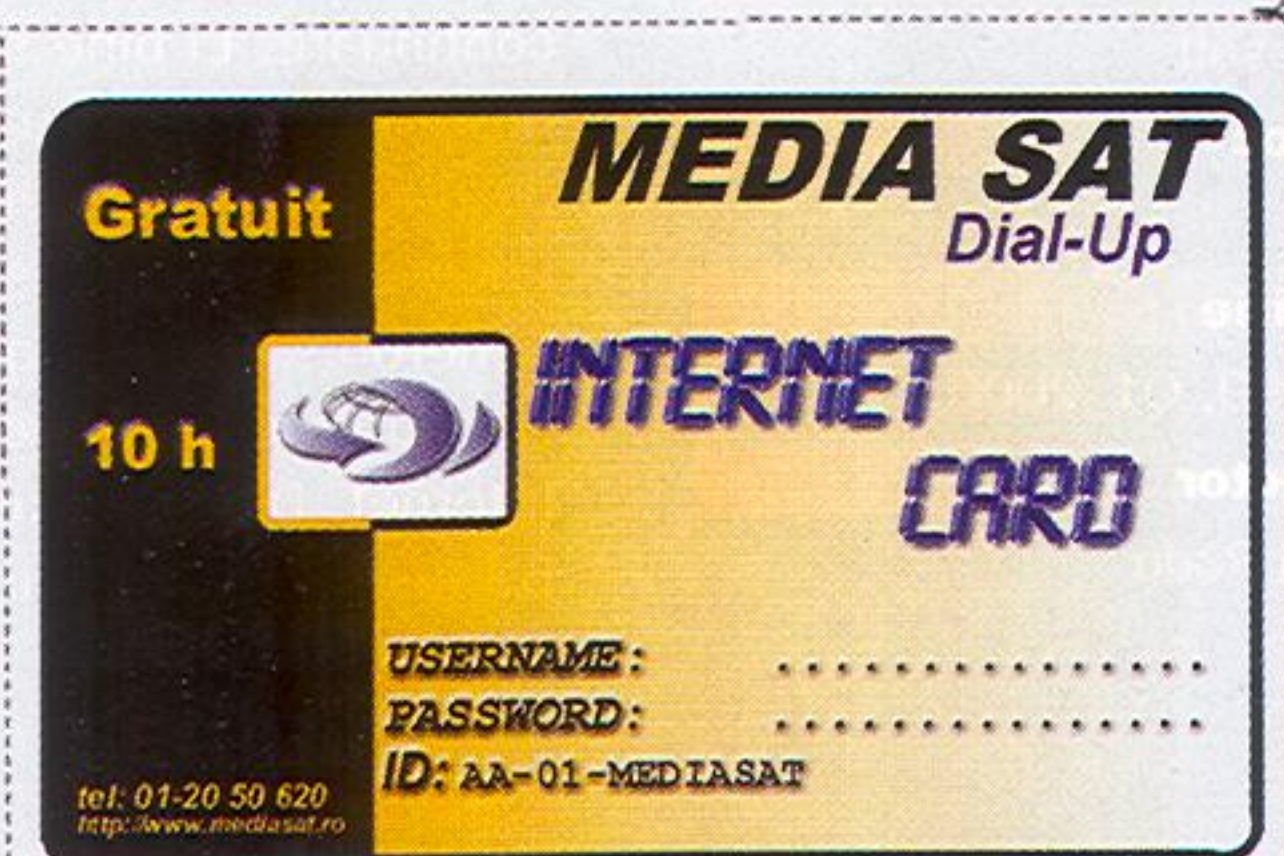 Gratuit
MEDIA SAT
Dial-Up
10 h
INTERNET
CARD
USERNAME: ...............
PASSWORD: ...............
ID: AA-01-MEDIASAT
tel: 01-20 50 620
http://www.mediasat.ro